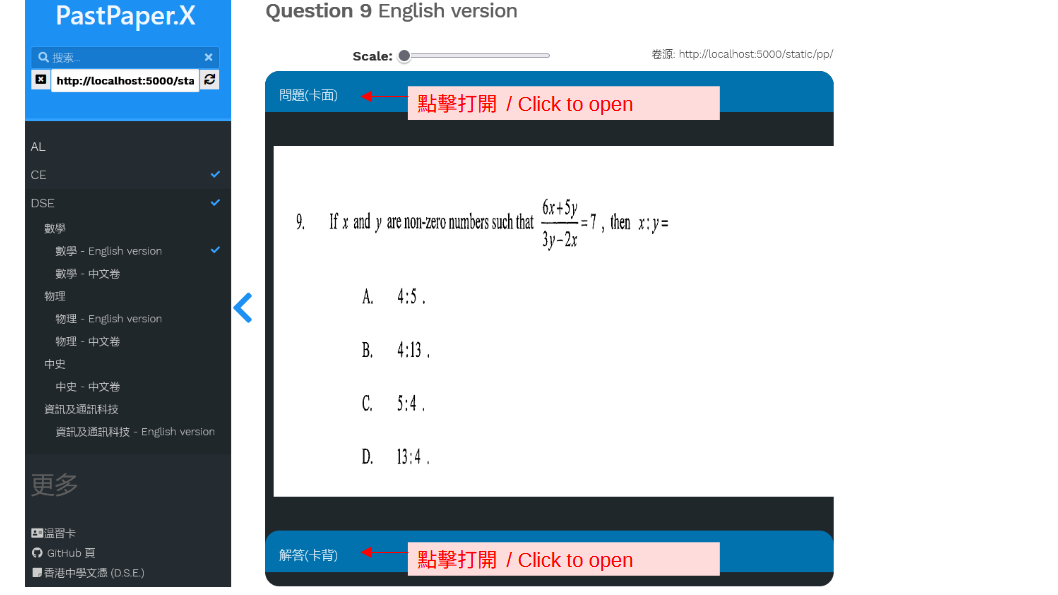 PastPaper.X
搜索...
http://localhost:5000/sta
AL
CE
DSE
數學
數學 - English version
數學 - 中文卷
物理
物理 - English version
物理 - 中文卷
中史
中史 - 中文卷
資訊及通訊科技
資訊及通訊科技 - English version
更多
溫習卡
GitHub 頁
香港中學文憑 (D.S.E.)
Question 9 English version
Scale:
卷源: http://localhost:5000/static/pp/
問題(卡面)
點擊打開 / Click to open
9. If x and y are non-zero numbers such that (6x+5y)/(3y−2x) = 7 , then x : y =
A. 4 : 5 .
B. 4 : 13 .
C. 5 : 4 .
D. 13 : 4 .
解答(卡背)
點擊打開 / Click to open